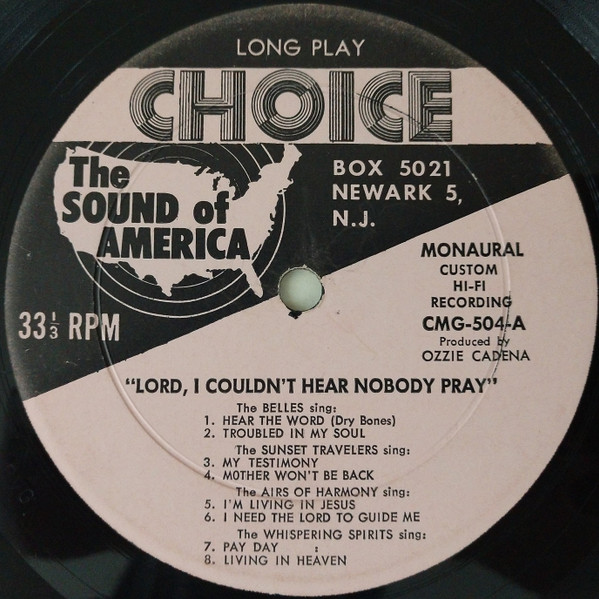 LONG PLAY
CHOICE
The
SOUND of
AMERICA
BOX 5021
NEWARK 5,
N.J.
33⅓ RPM
MONAURAL
CUSTOM
HI-FI
RECORDING
CMG-504-A
Produced by
OZZIE CADENA
"LORD, I COULDN'T HEAR NOBODY PRAY"
The BELLES sing:
1. HEAR THE WORD (Dry Bones)
2. TROUBLED IN MY SOUL
The SUNSET TRAVELERS sing:
3. MY TESTIMONY
4. MOTHER WON'T BE BACK
The AIRS OF HARMONY sing:
5. I'M LIVING IN JESUS
6. I NEED THE LORD TO GUIDE ME
The WHISPERING SPIRITS sing:
7. PAY DAY :
8. LIVING IN HEAVEN